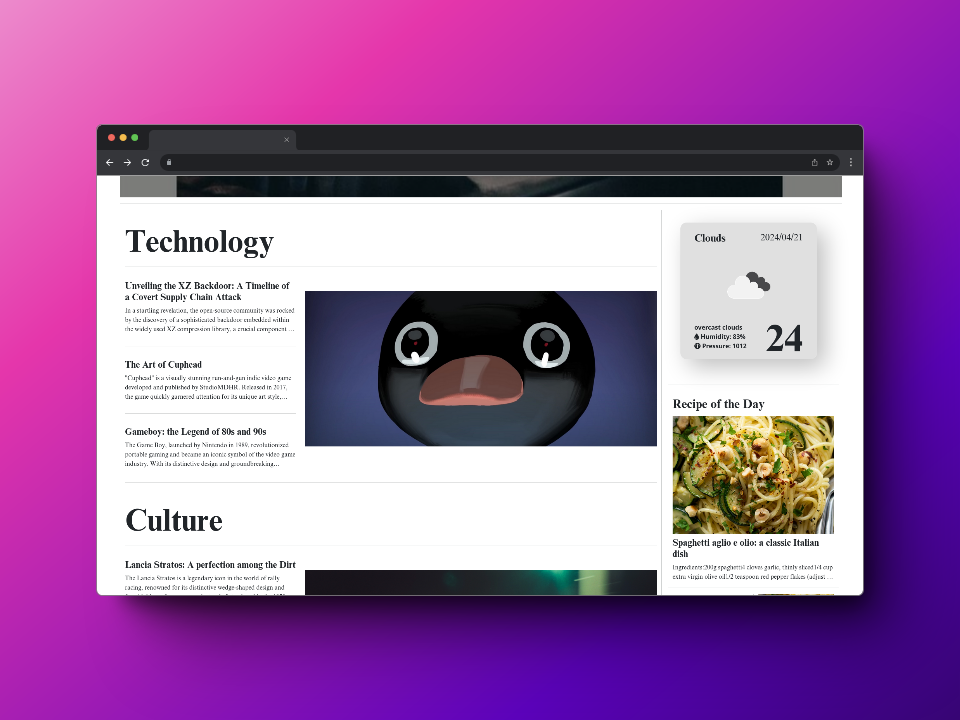 Technology
Unveiling the XZ Backdoor: A Timeline of
a Covert Supply Chain Attack
In a startling revelation, the open-source community was rocked
by the discovery of a sophisticated backdoor embedded within
the widely used XZ compression library, a crucial component ...
The Art of Cuphead
"Cuphead" is a visually stunning run-and-gun indie video game
developed and published by StudioMDHR. Released in 2017,
the game quickly garnered attention for its unique art style,...
Gameboy: the Legend of 80s and 90s
The Game Boy, launched by Nintendo in 1989, revolutionized
portable gaming and became an iconic symbol of the video game
industry. With its distinctive design and groundbreaking...
Culture
Lancia Stratos: A perfection among the Dirt
The Lancia Stratos is a legendary icon in the world of rally
racing, renowned for its distinctive wedge-shaped design and
Clouds
2024/04/21
overcast clouds
Humidity: 83%
Pressure: 1012
24
Recipe of the Day
Spaghetti aglio e olio: a classic Italian
dish
Ingredients:200g spaghetti4 cloves garlic, thinly sliced1/4 cup
extra virgin olive oil1/2 teaspoon red pepper flakes (adjust ...